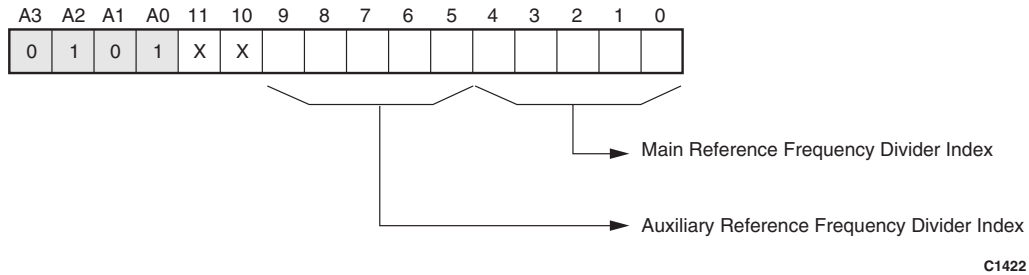 A3 A2 A1 A0 11 10 9 8 7 6 5 4 3 2 1 0
0 1 0 1 X X
Main Reference Frequency Divider Index
Auxiliary Reference Frequency Divider Index
C1422